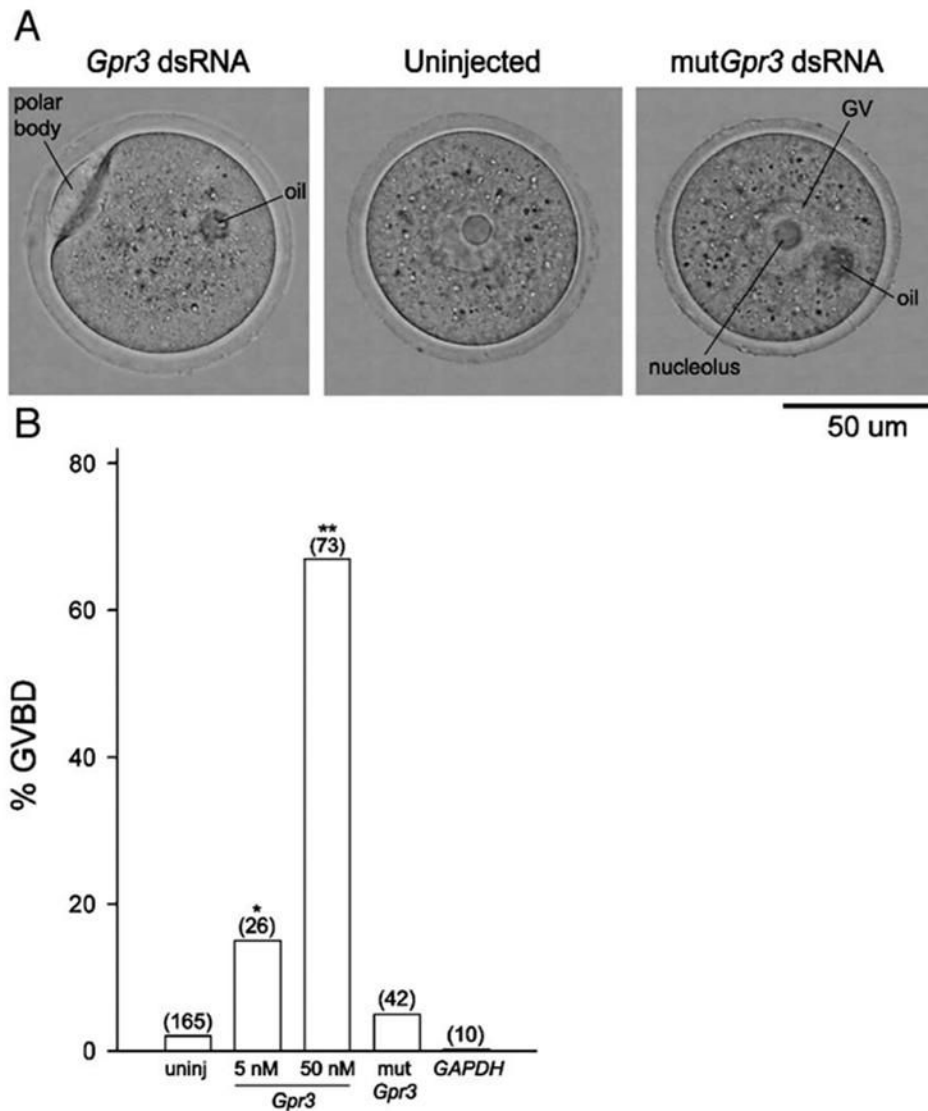 A
Gpr3 dsRNA
Uninjected
mutGpr3 dsRNA
polar
body
oil
GV
oil
nucleolus
50 um
B
% GVBD
80
60
40
20
0
(165)
*
(26)
**
(73)
(42)
(10)
uninj
5 nM
50 nM
mut
Gpr3
GAPDH
Gpr3